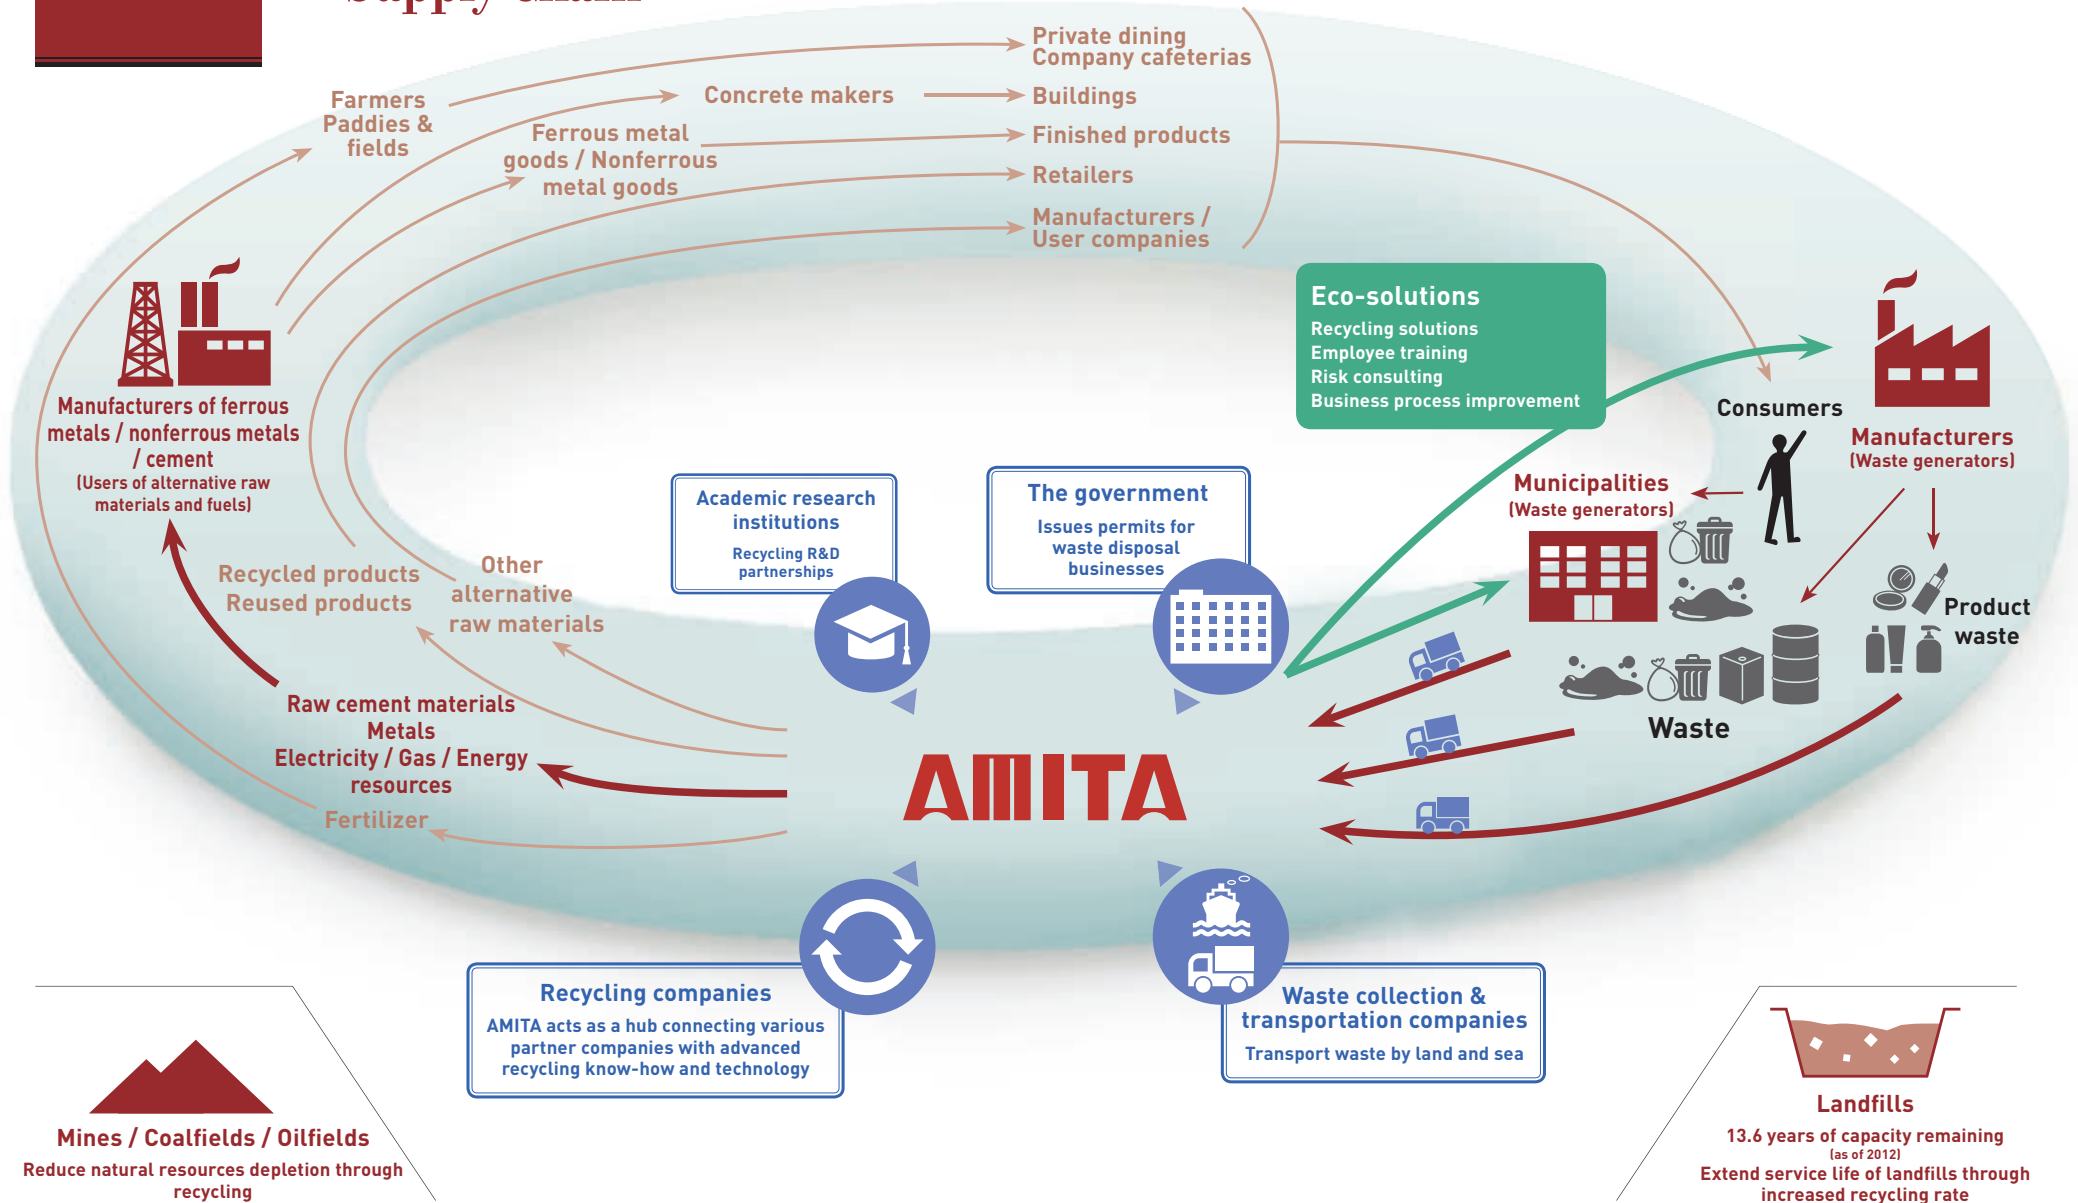 Supply Chain
Private dining
Company cafeterias
Farmers
Paddies &
fields
Concrete makers
Buildings
Ferrous metal
goods / Nonferrous
metal goods
Finished products
Retailers
Manufacturers /
User companies
Eco-solutions
Recycling solutions
Employee training
Risk consulting
Business process improvement
Manufacturers of ferrous
metals / nonferrous metals
/ cement
(Users of alternative raw
materials and fuels)
Consumers
Manufacturers
(Waste generators)
Municipalities
(Waste generators)
Academic research
institutions
Recycling R&D
partnerships
The government
Issues permits for
waste disposal
businesses
Recycled products
Reused products
Other
alternative
raw materials
Product
waste
Waste
Raw cement materials
Metals
Electricity / Gas / Energy
resources
Fertilizer
AMITA
Recycling companies
AMITA acts as a hub connecting various
partner companies with advanced
recycling know-how and technology
Waste collection &
transportation companies
Transport waste by land and sea
Mines / Coalfields / Oilfields
Reduce natural resources depletion through
recycling
Landfills
13.6 years of capacity remaining
(as of 2012)
Extend service life of landfills through
increased recycling rate